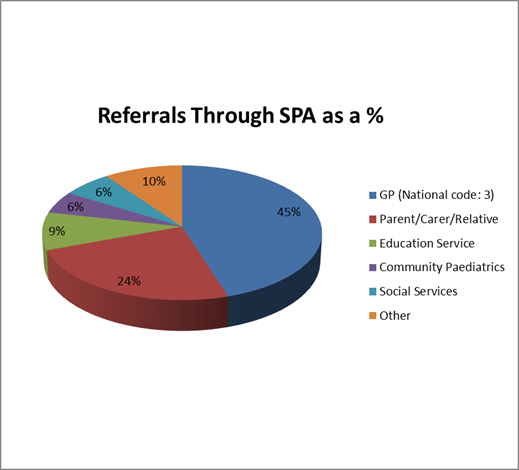 Referrals Through SPA as a %
10%
6%
6%
45%
9%
24%
GP (National code: 3)
Parent/Carer/Relative
Education Service
Community Paediatrics
Social Services
Other